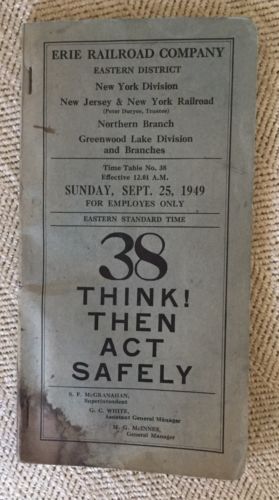 ERIE RAILROAD COMPANY
EASTERN DISTRICT
New York Division
New Jersey & New York Railroad
(Peter Duryee, Trustee)
Northern Branch
Greenwood Lake Division
and Branches
Time Table No. 38
Effective 12.01 A.M.
SUNDAY, SEPT. 25, 1949
FOR EMPLOYES ONLY
EASTERN STANDARD TIME
38
THINK!
THEN
ACT
SAFELY
S. F. McGRANAHAN,
Superintendent
G. C. WHITE,
Assistant General Manager
M. G. McINNES,
General Manager